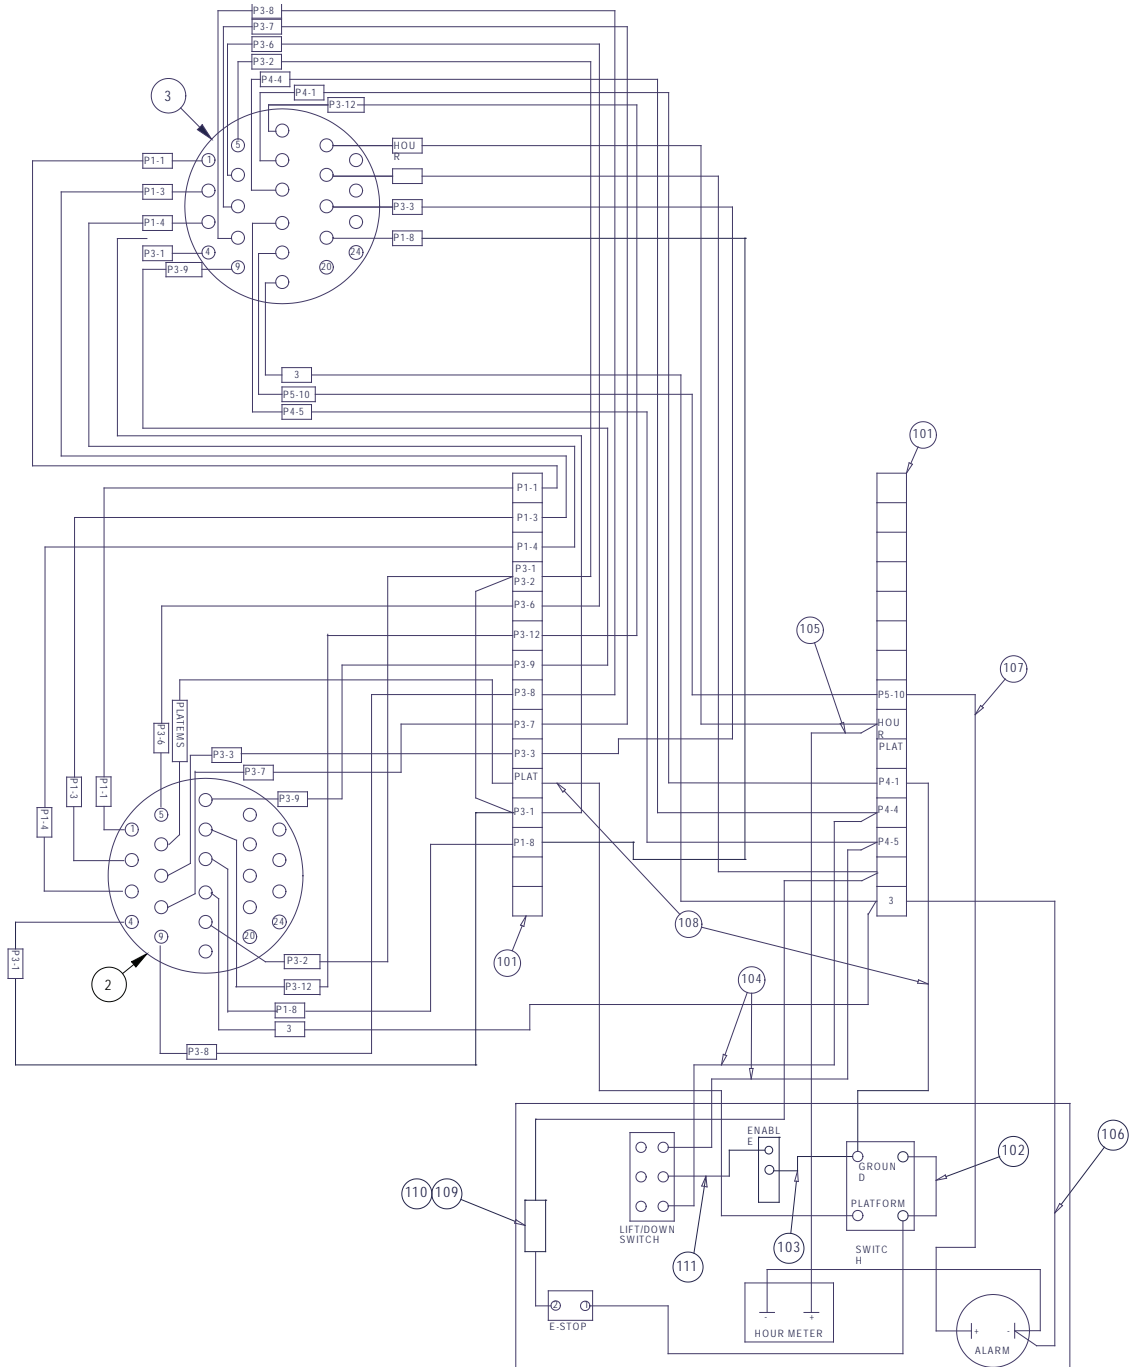 P3-8
P3-7
P3-6
P3-2
P4-4
P4-1
P3-12
3
5
1
HOU
R
P1-1
P1-3
P3-3
P1-4
P1-8
P3-1
4
24
P3-9
9
20
3
P5-10
P4-5
101
P1-1
P1-3
P1-4
P3-1
P3-2
P3-6
P3-12
P3-9
P3-8
P3-7
P3-3
PLAT
P3-1
P1-8
105
107
P5-10
HOU
R
PLAT
P4-1
P4-4
P4-5
3
PLATEMS
P3-6
P3-3
P3-7
P1-3
P1-1
P3-9
P1-4
5
1
4
24
9
20
108
P3-1
2
P3-2
101
P3-12
104
P1-8
3
P3-8
ENABL
E
106
GROUN
D
102
110
109
PLATFORM
LIFT/DOWN
SWITCH
103
SWITC
H
111
2
1
E-STOP
-
+
HOUR METER
+
-
ALARM